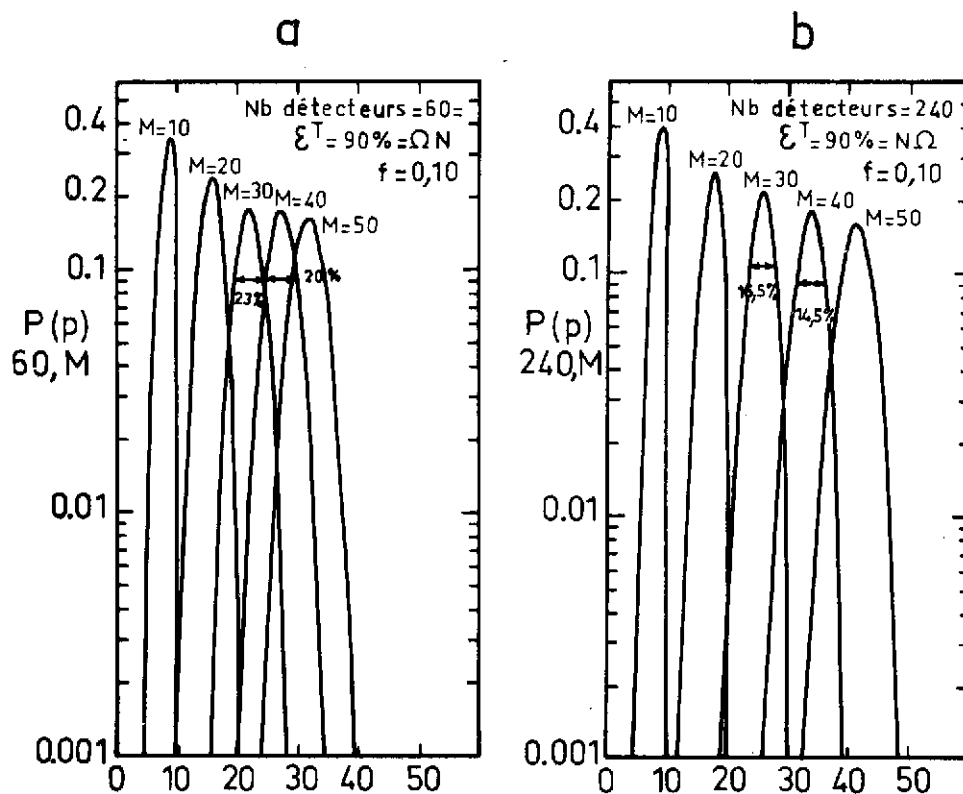 a
Nb détecteurs=60=
Ɛᵀ=90%=Ω N
f=0,10
0.4
0.2
0.1
0.01
0.001
P(p)
60,M
M=10
M=20
M=30
M=40
M=50
23%
20%
0 10 20 30 40 50
b
Nb détecteurs=240
Ɛᵀ=90%=NΩ
f=0,10
0.4
0.2
0.1
0.01
0.001
P(p)
240,M
M=10
M=20
M=30
M=40
M=50
16,5%
14,5%
0 10 20 30 40 50